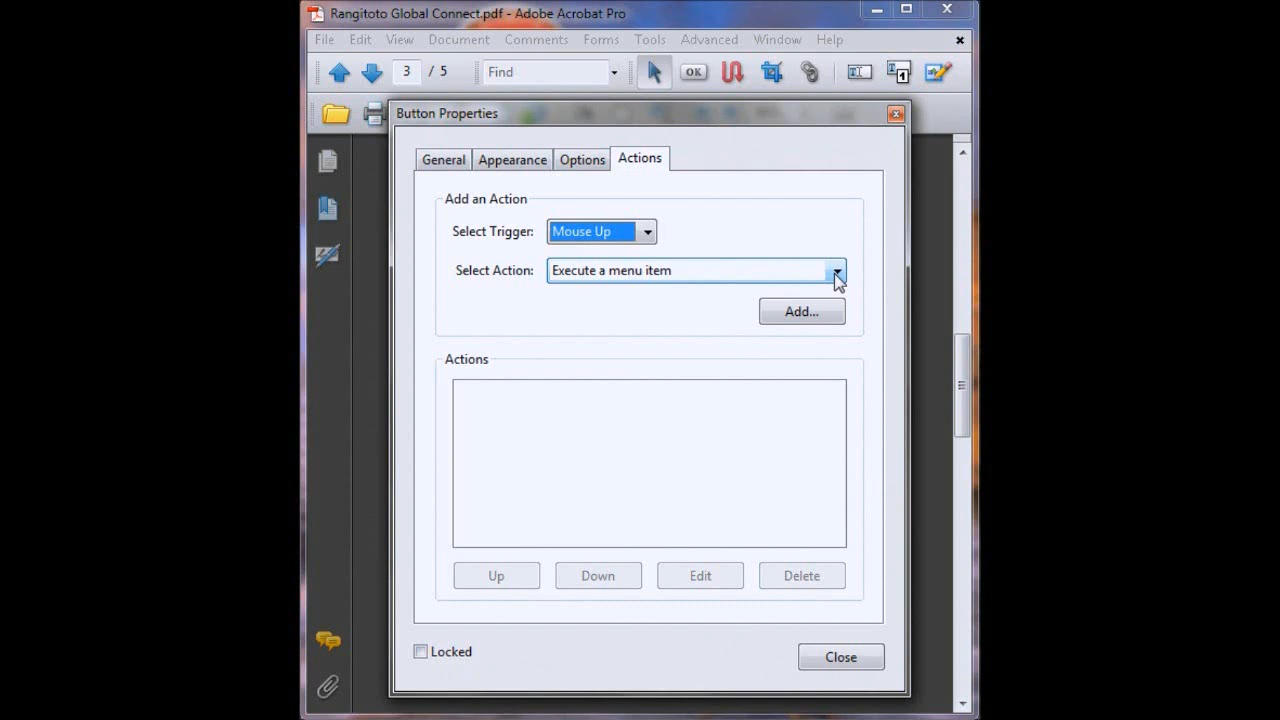 Rangitoto Global Connect.pdf - Adobe Acrobat Pro
File Edit View Document Comments Forms Tools Advanced Window Help
3 / 5 Find OK T 1
Button Properties
General Appearance Options Actions
Add an Action
Select Trigger: Mouse Up
Select Action: Execute a menu item
Add...
Actions
Up Down Edit Delete
Locked
Close